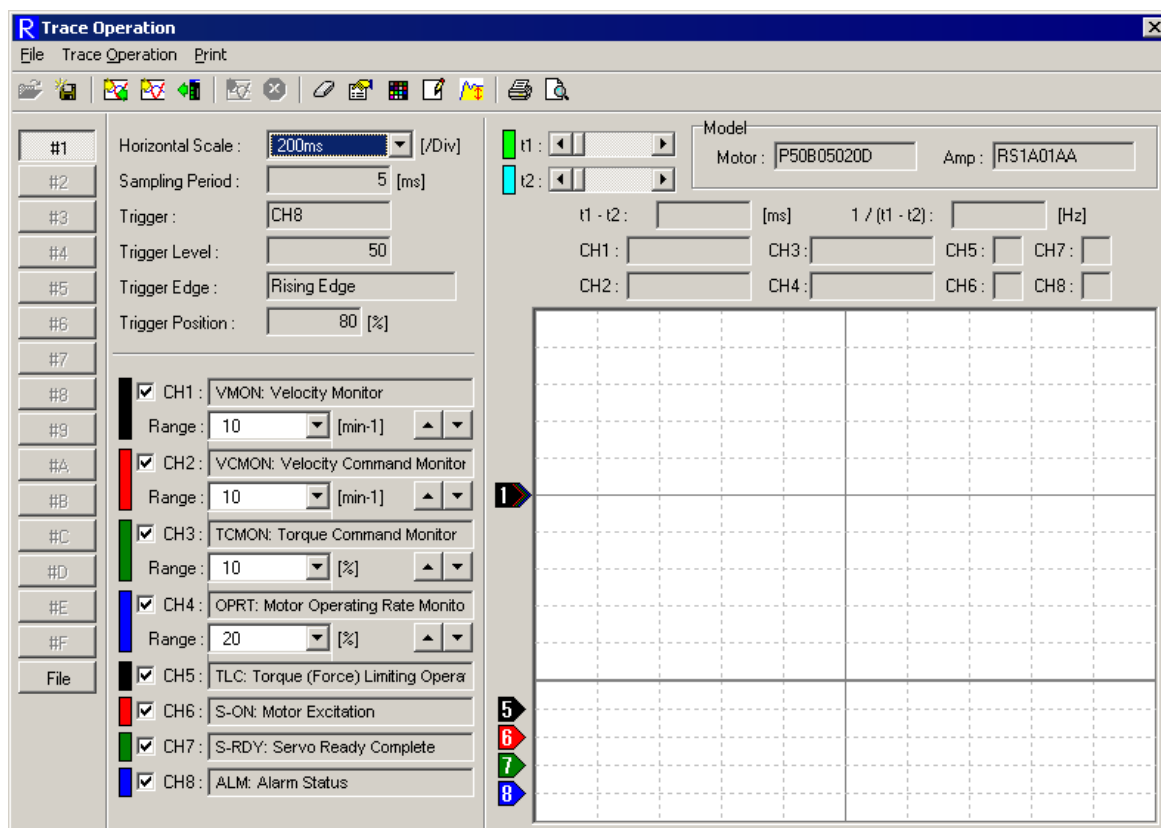 R Trace Operation
File Trace Operation Print
#1
#2
#3
#4
#5
#6
#7
#8
#9
#A
#B
#C
#D
#E
#F
File
Horizontal Scale : 200ms [/Div]
Sampling Period : 5 [ms]
Trigger : CH8
Trigger Level : 50
Trigger Edge : Rising Edge
Trigger Position : 80 [%]
CH1 : VMON: Velocity Monitor
Range : 10 [min-1]
CH2 : VCMON: Velocity Command Monitor
Range : 10 [min-1]
CH3 : TCMON: Torque Command Monitor
Range : 10 [%]
CH4 : OPRT: Motor Operating Rate Monito
Range : 20 [%]
CH5 : TLC: Torque (Force) Limiting Opera
CH6 : S-ON: Motor Excitation
CH7 : S-RDY: Servo Ready Complete
CH8 : ALM: Alarm Status
t1 :
t2 :
Model
Motor : P50B05020D Amp : RS1A01AA
t1 - t2 : [ms] 1 / (t1 - t2) : [Hz]
CH1 : CH3 : CH5 : CH7 :
CH2 : CH4 : CH6 : CH8 :
1
5
6
7
8